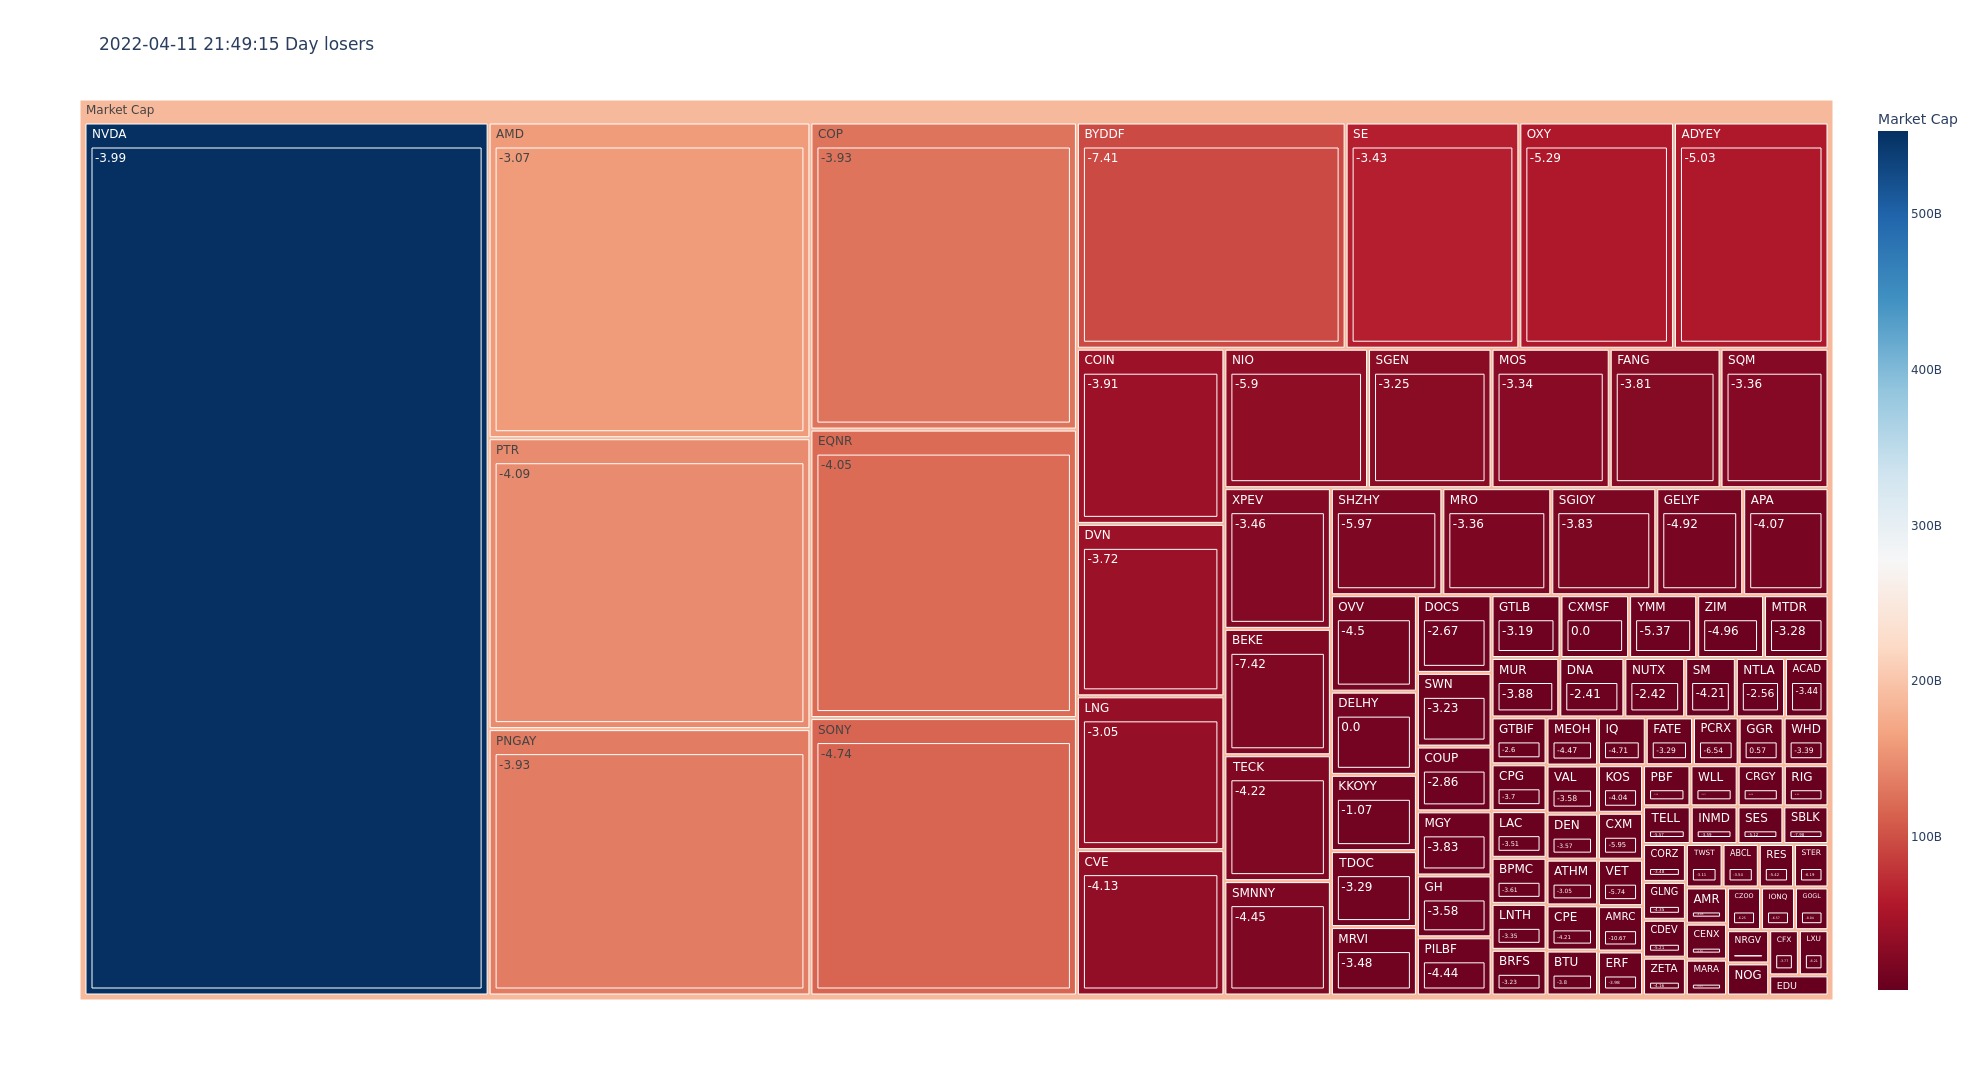 2022-04-11 21:49:15 Day losers
Market Cap
NVDA
-3.99
AMD
-3.07
PTR
-4.09
PNGAY
-3.93
COP
-3.93
EQNR
-4.05
SONY
-4.74
BYDDF
-7.41
SE
-3.43
OXY
-5.29
ADYEY
-5.03
COIN
-3.91
DVN
-3.72
LNG
-3.05
CVE
-4.13
NIO
-5.9
SGEN
-3.25
MOS
-3.34
FANG
-3.81
SQM
-3.36
XPEV
-3.46
BEKE
-7.42
TECK
-4.22
SMNNY
-4.45
SHZHY
-5.97
MRO
-3.36
SGIOY
-3.83
GELYF
-4.92
APA
-4.07
OVV
-4.5
DELHY
0.0
KKOYY
-1.07
TDOC
-3.29
MRVI
-3.48
DOCS
-2.67
SWN
-3.23
COUP
-2.86
MGY
-3.83
GH
-3.58
PILBF
-4.44
GTLB
-3.19
CXMSF
0.0
YMM
-5.37
ZIM
-4.96
MTDR
-3.28
MUR
-3.88
DNA
-2.41
NUTX
-2.42
SM
-4.21
NTLA
-2.56
ACAD
-3.44
GTBIF
-2.6
CPG
-3.7
LAC
-3.51
BPMC
-3.61
LNTH
-3.35
BRFS
-3.23
MEOH
-4.47
VAL
-3.58
DEN
-3.57
ATHM
-3.05
CPE
-4.21
BTU
-3.8
IQ
-4.71
KOS
-4.04
CXM
-5.95
VET
-5.74
AMRC
-10.67
ERF
FATE
-3.29
PCRX
-6.54
GGR
0.57
WHD
-3.39
PBF
WLL
CRGY
RIG
TELL
INMD
SES
SBLK
CORZ
GLNG
CDEV
ZETA
TWST
ABCL
RES
STER
AMR
CENX
MARA
CZOO
IONQ
GOGL
NRGV
NOG
CFX
LXU
EDU
Market Cap
500B
400B
300B
200B
100B